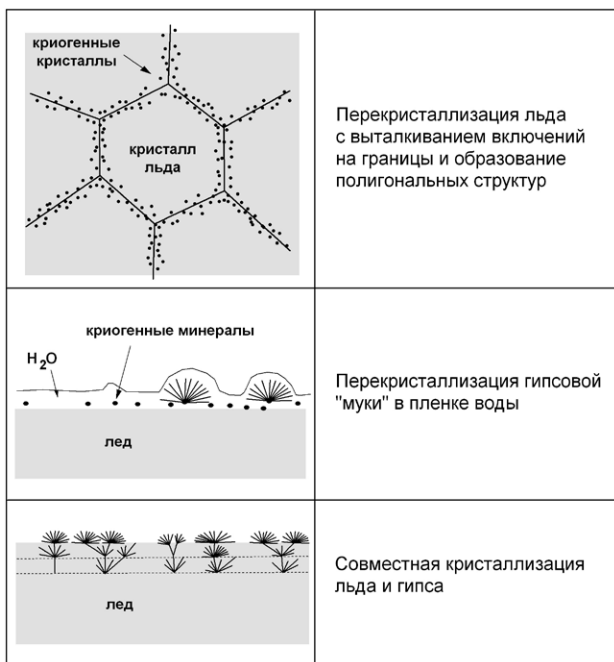 криогенные
кристаллы
кристалл
льда
Перекристаллизация льда
с выталкиванием включений
на границы и образование
полигональных структур
криогенные минералы
H2O
лед
Перекристаллизация гипсовой
"муки" в пленке воды
лед
Совместная кристаллизация
льда и гипса